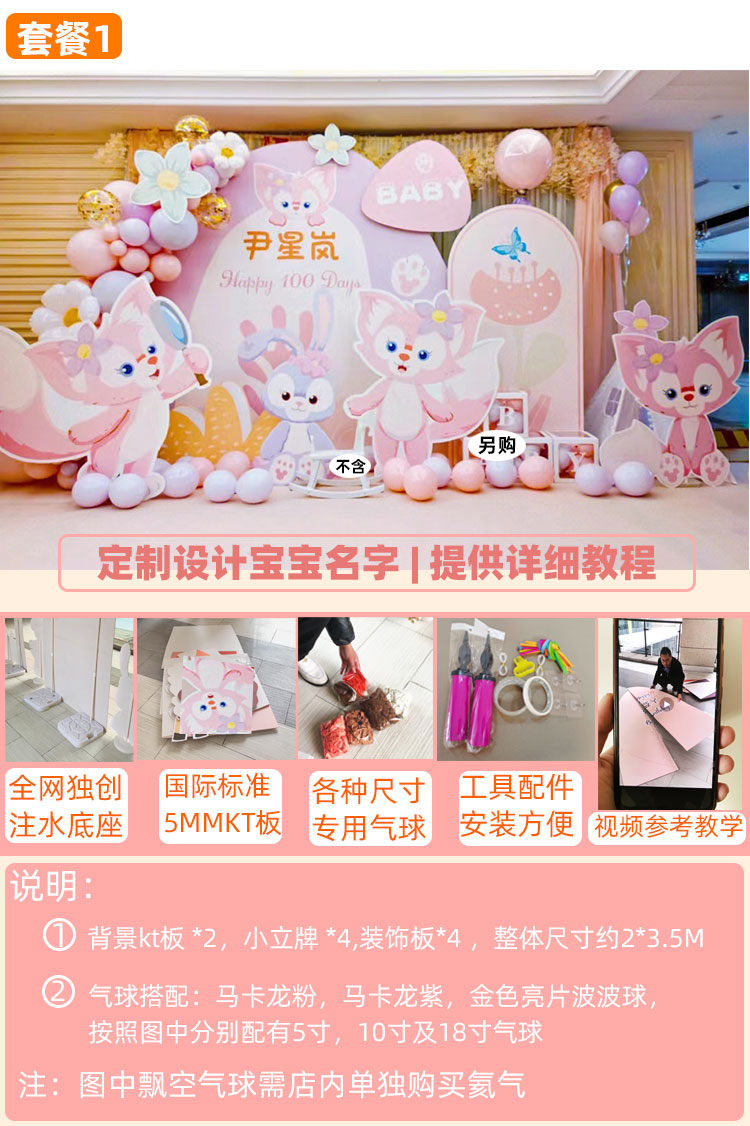 套餐1
BABY
尹星岚
Happy 100 Days
B
Y
另购
不含
定制设计宝宝名字 | 提供详细教程
全网独创
注水底座
国际标准
5MMKT板
各种尺寸
专用气球
工具配件
安装方便
视频参考教学
说明：
① 背景kt板 *2，小立牌 *4,装饰板*4 ，整体尺寸约2*3.5M
② 气球搭配：马卡龙粉，马卡龙紫，金色亮片波波球，
按照图中分别配有5寸，10寸及18寸气球
注：图中飘空气球需店内单独购买氦气